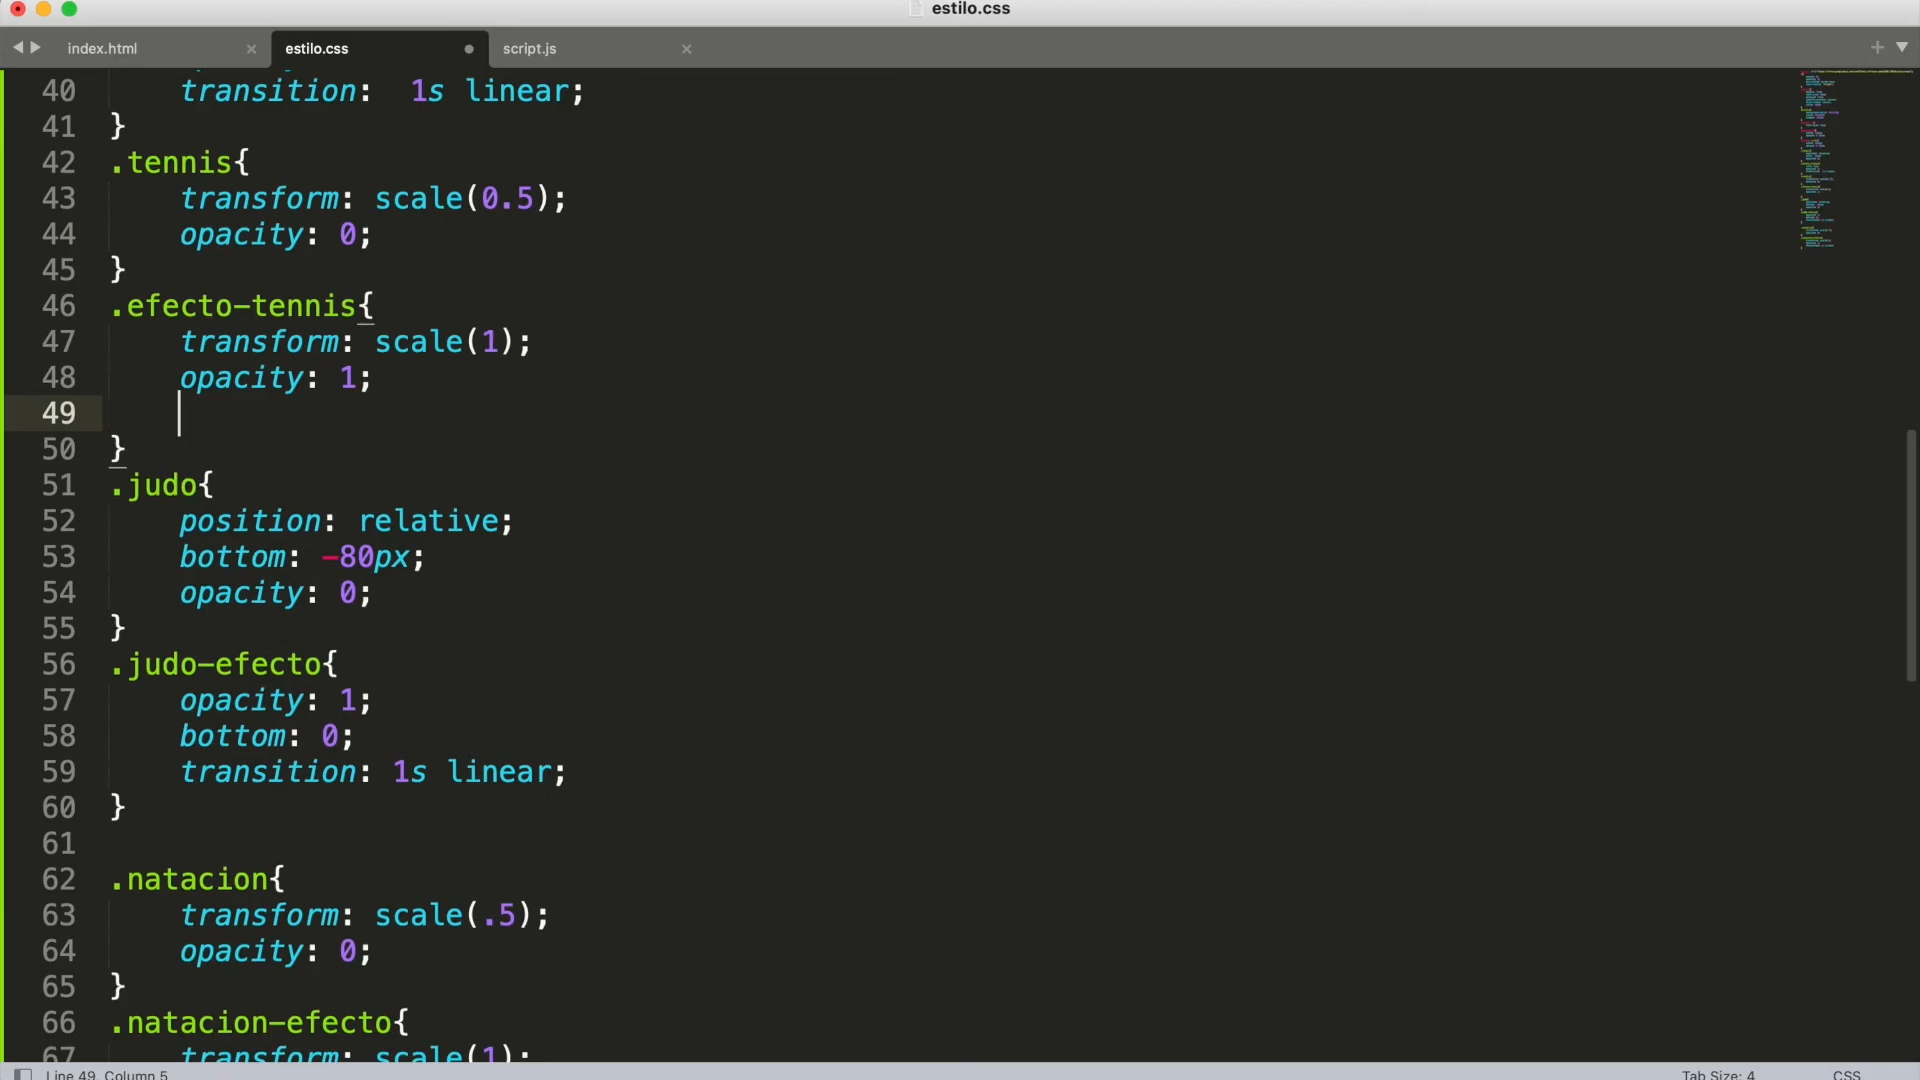 estilo.css
index.html × estilo.css script.js ×
40 transition:  1s linear;
41 }
42 .tennis{
43 transform: scale(0.5);
44 opacity: 0;
45 }
46 .efecto-tennis{
47 transform: scale(1);
48 opacity: 1;
49
50 }
51 .judo{
52 position: relative;
53 bottom: -80px;
54 opacity: 0;
55 }
56 .judo-efecto{
57 opacity: 1;
58 bottom: 0;
59 transition: 1s linear;
60 }
61
62 .natacion{
63 transform: scale(.5);
64 opacity: 0;
65 }
66 .natacion-efecto{
67 transform: scale(1);
Line 49, Column 5 Tab Size: 4 CSS